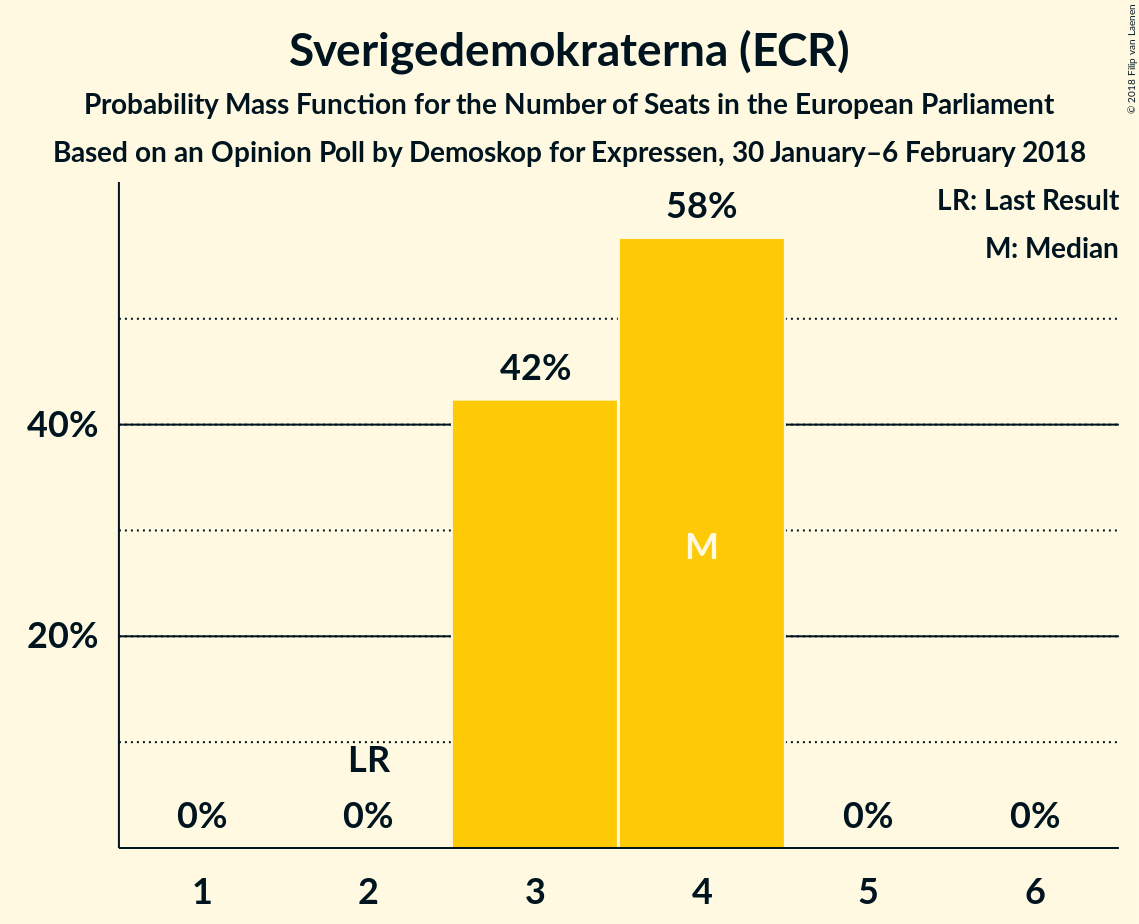 Sverigedemokraterna (ECR)
Probability Mass Function for the Number of Seats in the European Parliament
Based on an Opinion Poll by Demoskop for Expressen, 30 January–6 February 2018
© 2018 Filip van Laenen
LR: Last Result
M: Median
58%
42%
40%
M
20%
LR
0%
0%
0%
0%
1
2
3
4
5
6